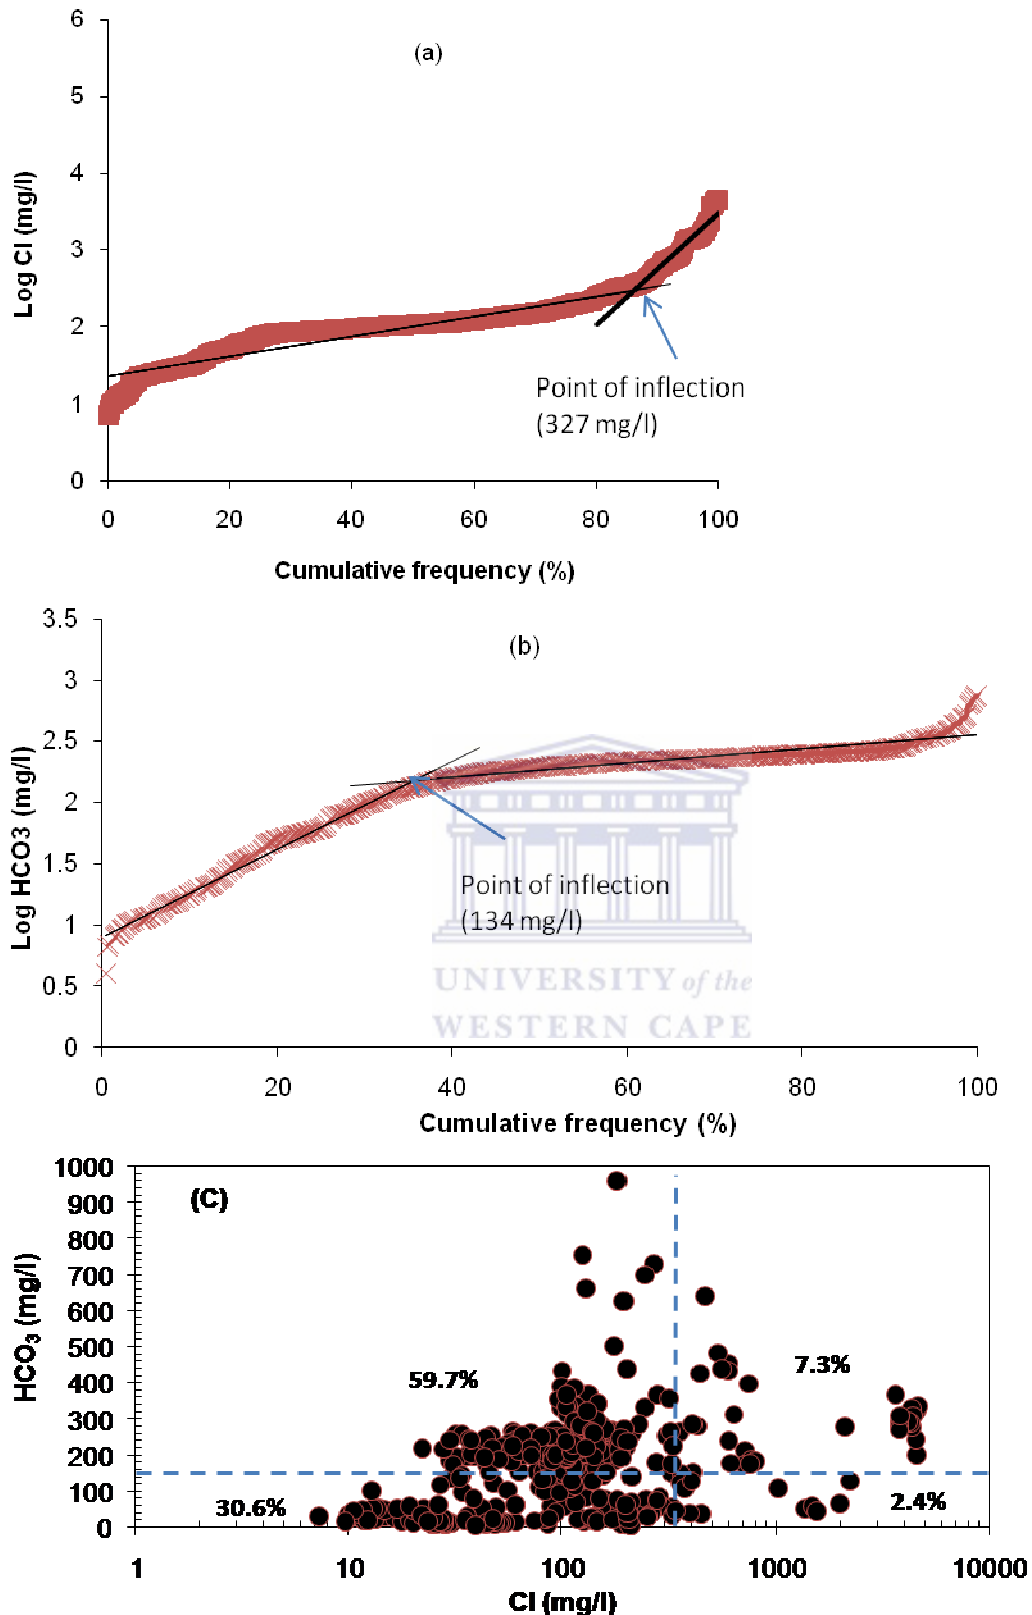 (a)
6
5
4
3
2
1
0
Log Cl (mg/l)
Point of inflection
(327 mg/l)
0 20 40 60 80 100
Cumulative frequency (%)
(b)
3.5
3
2.5
2
1.5
1
0.5
0
Log HCO3 (mg/l)
Point of inflection
(134 mg/l)
UNIVERSITY of the
WESTERN CAPE
0 20 40 60 80 100
Cumulative frequency (%)
(C)
1000
900
800
700
600
500
400
300
200
100
0
HCO₃ (mg/l)
59.7%
7.3%
30.6%
2.4%
1 10 100 1000 10000
Cl (mg/l)